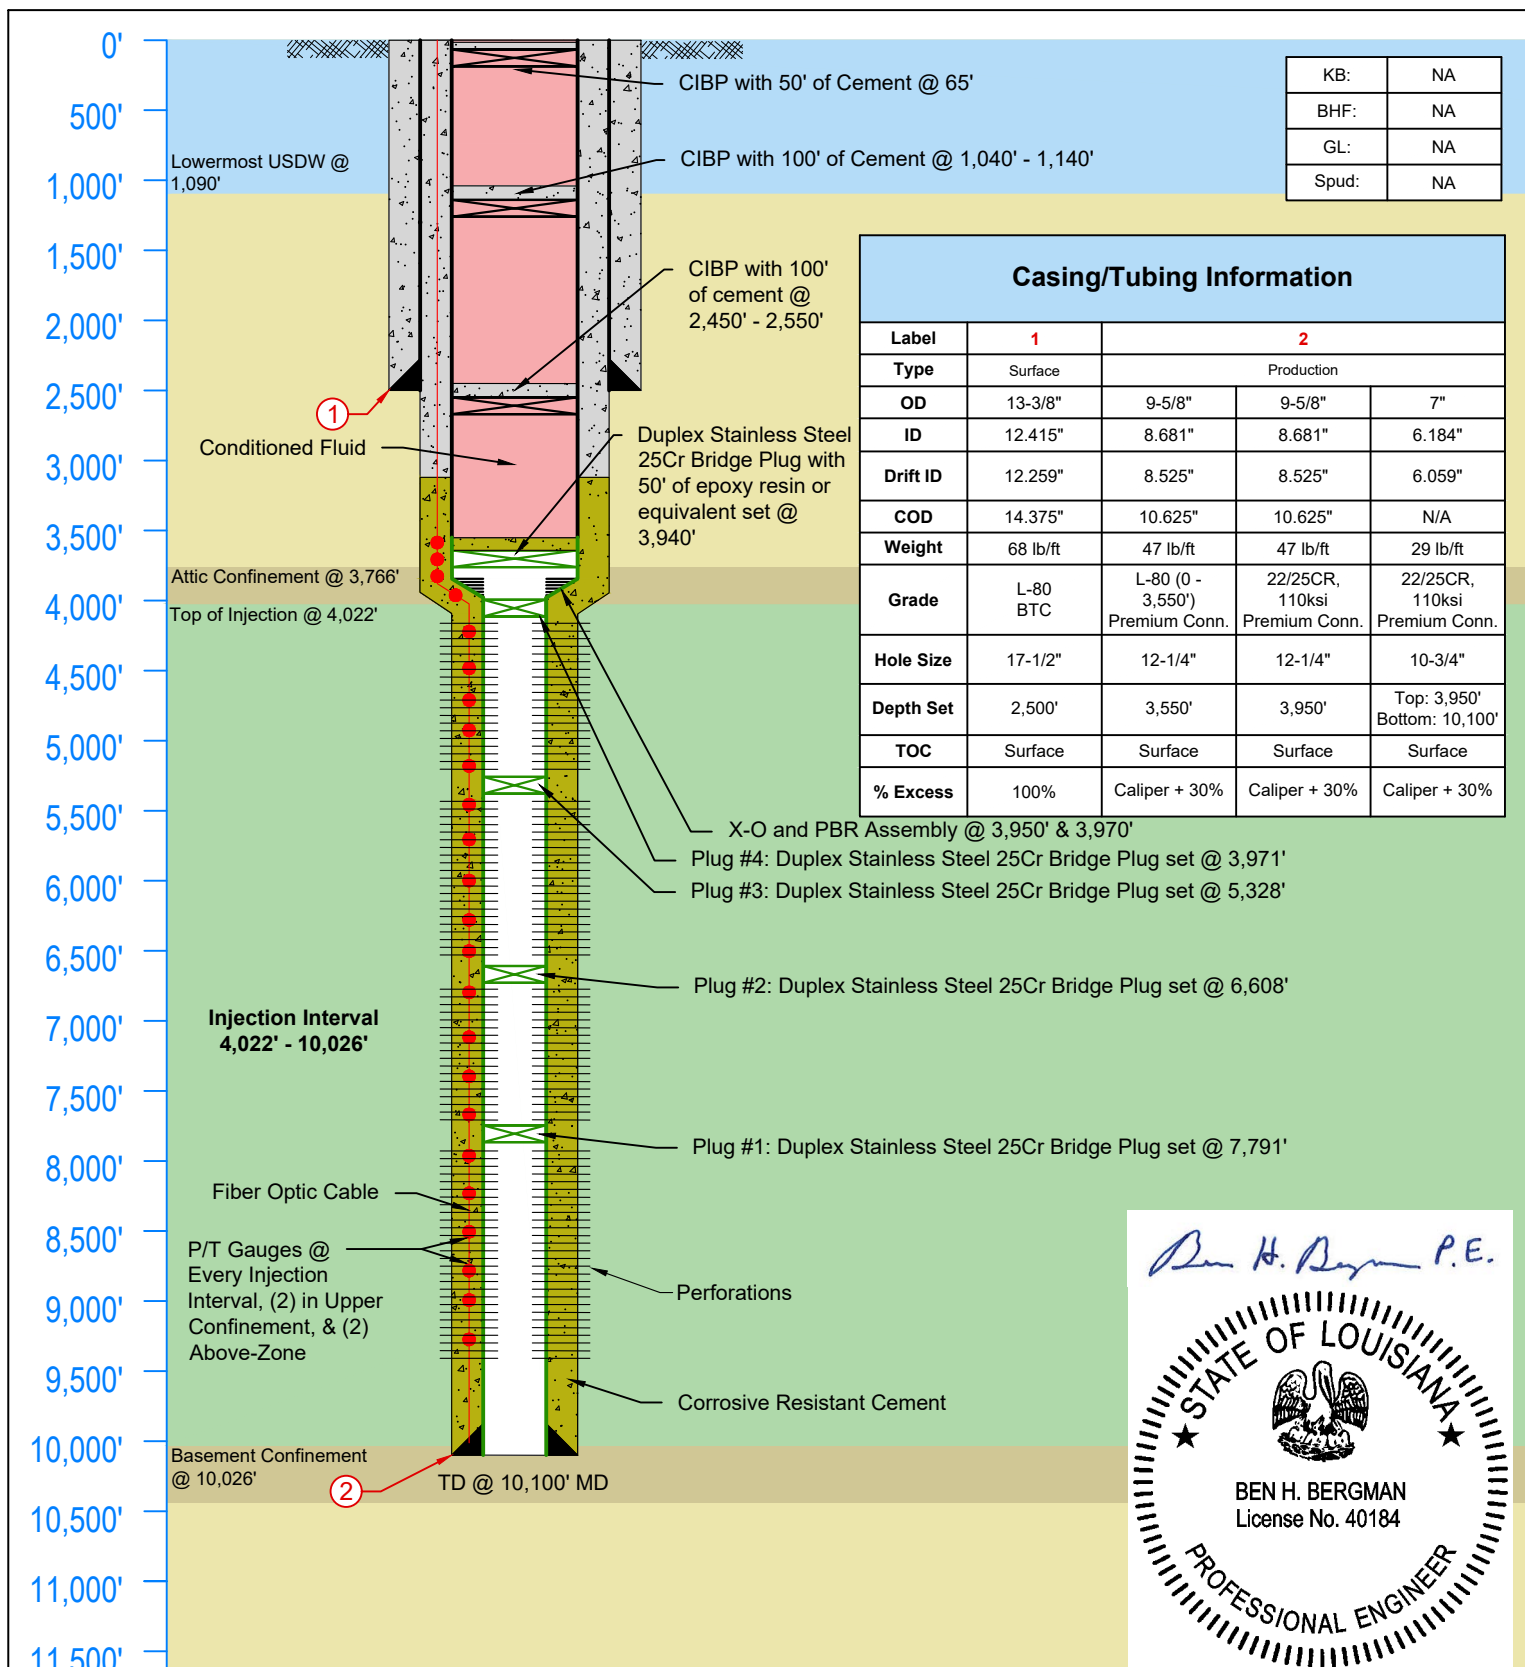 0'
500'
1,000'
1,500'
2,000'
2,500'
3,000'
3,500'
4,000'
4,500'
5,000'
5,500'
6,000'
6,500'
7,000'
7,500'
8,000'
8,500'
9,000'
9,500'
10,000'
10,500'
11,000'
11,500'
Lowermost USDW @
1,090'
CIBP with 50' of Cement @ 65'
CIBP with 100' of Cement @ 1,040' - 1,140'
CIBP with 100'
of cement @
2,450' - 2,550'
1
Conditioned Fluid
Duplex Stainless Steel
25Cr Bridge Plug with
50' of epoxy resin or
equivalent set @
3,940'
Attic Confinement @ 3,766'
Top of Injection @ 4,022'
X-O and PBR Assembly @ 3,950' & 3,970'
Plug #4: Duplex Stainless Steel 25Cr Bridge Plug set @ 3,971'
Plug #3: Duplex Stainless Steel 25Cr Bridge Plug set @ 5,328'
Plug #2: Duplex Stainless Steel 25Cr Bridge Plug set @ 6,608'
Injection Interval
4,022' - 10,026'
Plug #1: Duplex Stainless Steel 25Cr Bridge Plug set @ 7,791'
Fiber Optic Cable
P/T Gauges @
Every Injection
Interval, (2) in Upper
Confinement, & (2)
Above-Zone
Perforations
Corrosive Resistant Cement
Basement Confinement
@ 10,026'
2
TD @ 10,100' MD
KB: NA
BHF: NA
GL: NA
Spud: NA
Casing/Tubing Information
Label 1 2
Type Surface Production
OD 13-3/8" 9-5/8" 9-5/8" 7"
ID 12.415" 8.681" 8.681" 6.184"
Drift ID 12.259" 8.525" 8.525" 6.059"
COD 14.375" 10.625" 10.625" N/A
Weight 68 lb/ft 47 lb/ft 47 lb/ft 29 lb/ft
Grade L-80 BTC L-80 (0 - 3,550') Premium Conn. 22/25CR, 110ksi Premium Conn. 22/25CR, 110ksi Premium Conn.
Hole Size 17-1/2" 12-1/4" 12-1/4" 10-3/4"
Depth Set 2,500' 3,550' 3,950' Top: 3,950' Bottom: 10,100'
TOC Surface Surface Surface Surface
% Excess 100% Caliper + 30% Caliper + 30% Caliper + 30%
Ben H. Bergman P.E.
STATE OF LOUISIANA
BEN H. BERGMAN
License No. 40184
PROFESSIONAL ENGINEER